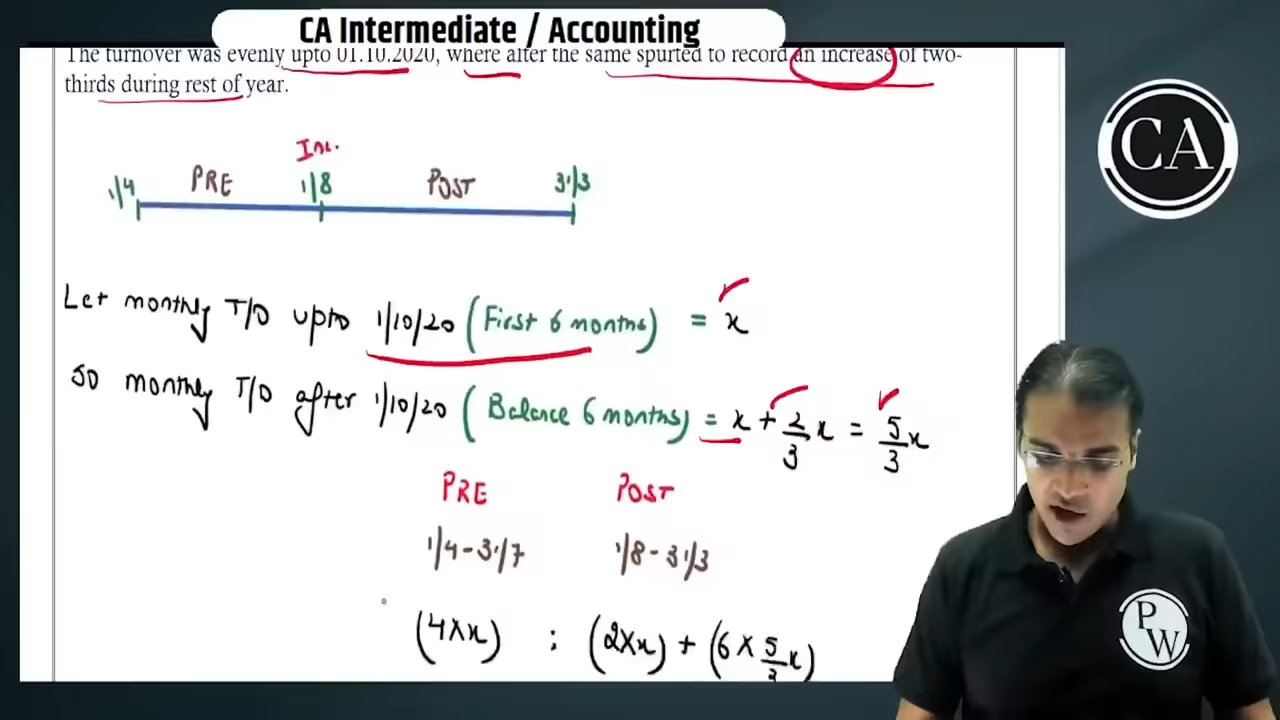 CA Intermediate / Accounting
The turnover was evenly upto 01.10.2020, where after the same spurted to record an increase of two-
thirds during rest of year.
Inc.
1/4 PRE 1/8 POST 31/3
Let monthly T/O upto 1/10/20 (First 6 months) = x
So monthly T/O after 1/10/20 (Balance 6 months) = x + 2/3 x = 5/3 x
PRE POST
1/4-31/7 1/8-31/3
(4×x) : (2×x) + (6×5/3 x)
CA
PW